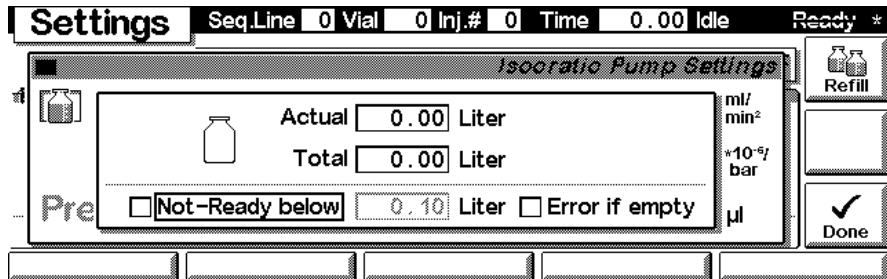 Settings Seq.Line 0 Vial 0 Inj.# 0 Time 0.00 Idle Ready *
Isocratic Pump Settings
Refill
Actual 0.00 Liter
ml/
min²
Total 0.00 Liter
*10⁻⁶/
bar
Pre
Not-Ready below 0.10 Liter Error if empty
µl
Done